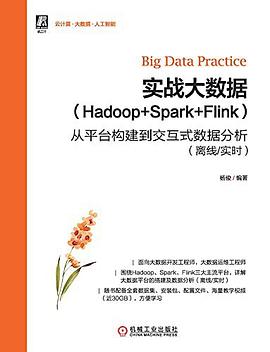 云计算·大数据·人工智能
Big Data Practice
实战大数据
(Hadoop+Spark+Flink)
从平台构建到交互式数据分析
(离线/实时)
杨俊/编著
面向大数据开发工程师,大数据运维工程师
围绕Hadoop、Spark、Flink三大主流平台,详解
大数据平台的搭建及数据分析(离线/实时)
随书配备全套数据集、安装包、配置文件、海量教学视频
(近30GB),方便学习
机械工业出版社
CHINA MACHINE PRESS